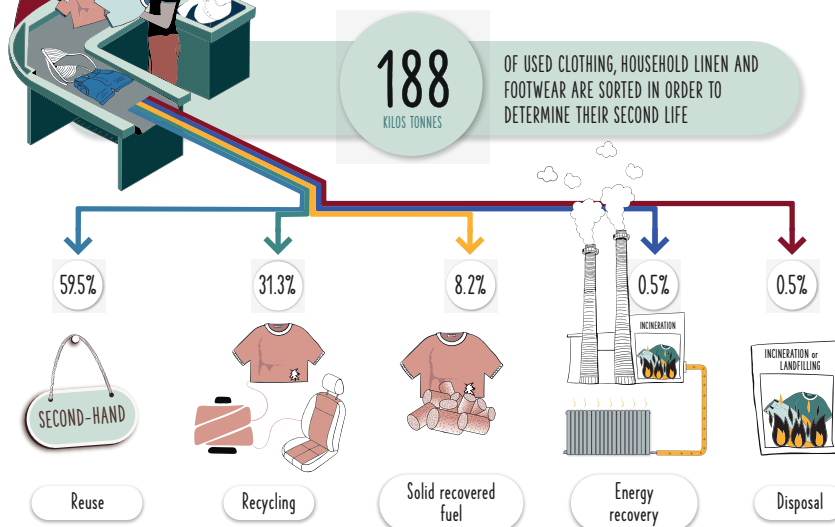 188
KILOS TONNES
OF USED CLOTHING, HOUSEHOLD LINEN AND
FOOTWEAR ARE SORTED IN ORDER TO
DETERMINE THEIR SECOND LIFE
59.5%
31.3%
8.2%
0.5%
0.5%
INCINERATION
INCINERATION or
LANDFILLING
SECOND-HAND
Reuse
Recycling
Solid recovered
fuel
Energy
recovery
Disposal